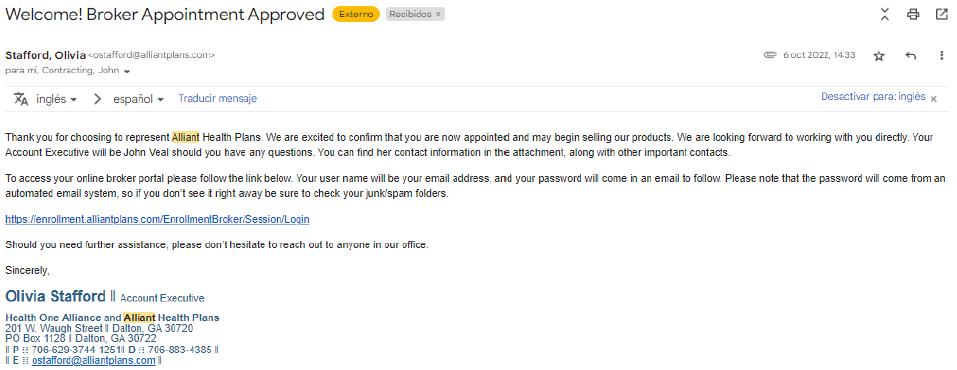 Welcome! Broker Appointment Approved Externo Recibidos ×
Stafford, Olivia <ostafford@alliantplans.com> 6 oct 2022, 14:33
para mí, Contracting, John
inglés > español Traducir mensaje Desactivar para: inglés ×
Thank you for choosing to represent Alliant Health Plans. We are excited to confirm that you are now appointed and may begin selling our products. We are looking forward to working with you directly. Your
Account Executive will be John Veal should you have any questions. You can find her contact information in the attachment, along with other important contacts.
To access your online broker portal please follow the link below. Your user name will be your email address, and your password will come in an email to follow. Please note that the password will come from an
automated email system, so if you don't see it right away be sure to check your junk/spam folders.
https://enrollment.alliantplans.com/EnrollmentBroker/Session/Login
Should you need further assistance, please don't hesitate to reach out to anyone in our office.
Sincerely,
Olivia Stafford || Account Executive
Health One Alliance and Alliant Health Plans
201 W. Waugh Street || Dalton, GA 30720
PO Box 1128 || Dalton, GA 30722
|| P :: 706-629-3744 1251|| D :: 706-883-4385 ||
|| E :: ostafford@alliantplans.com ||